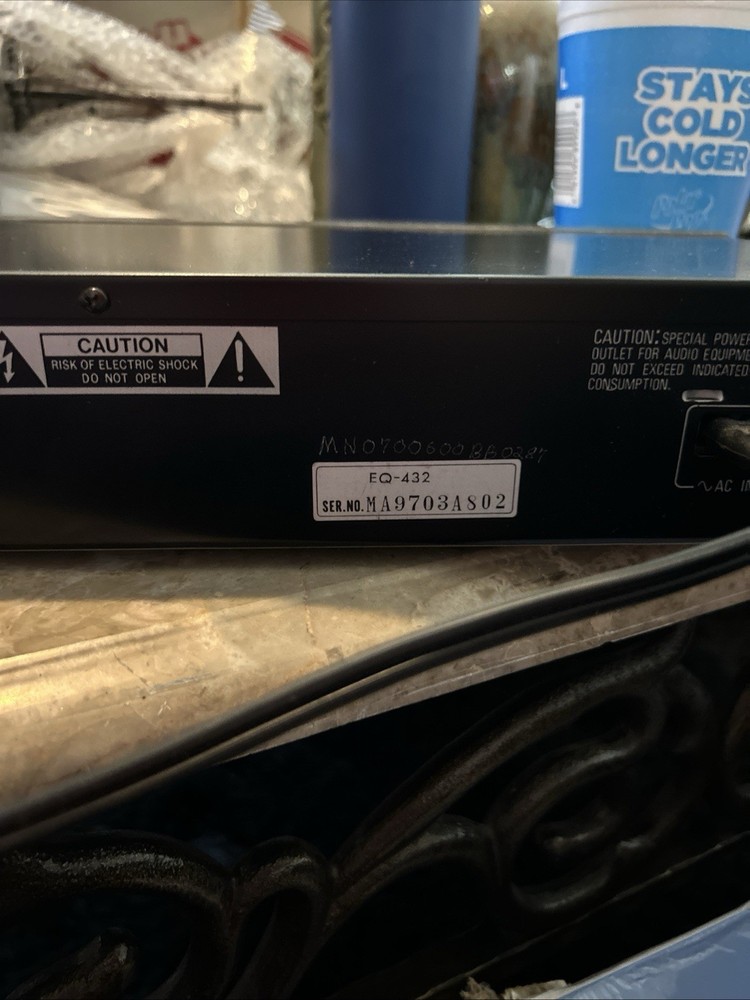 STAYS
COLD
LONGER
CAUTION
RISK OF ELECTRIC SHOCK
DO NOT OPEN
CAUTION: SPECIAL POWER
OUTLET FOR AUDIO EQUIPME
DO NOT EXCEED INDICATED
CONSUMPTION.
MN0700600BB0287
EQ-432
SER.NO. MA9703A802
~AC IN